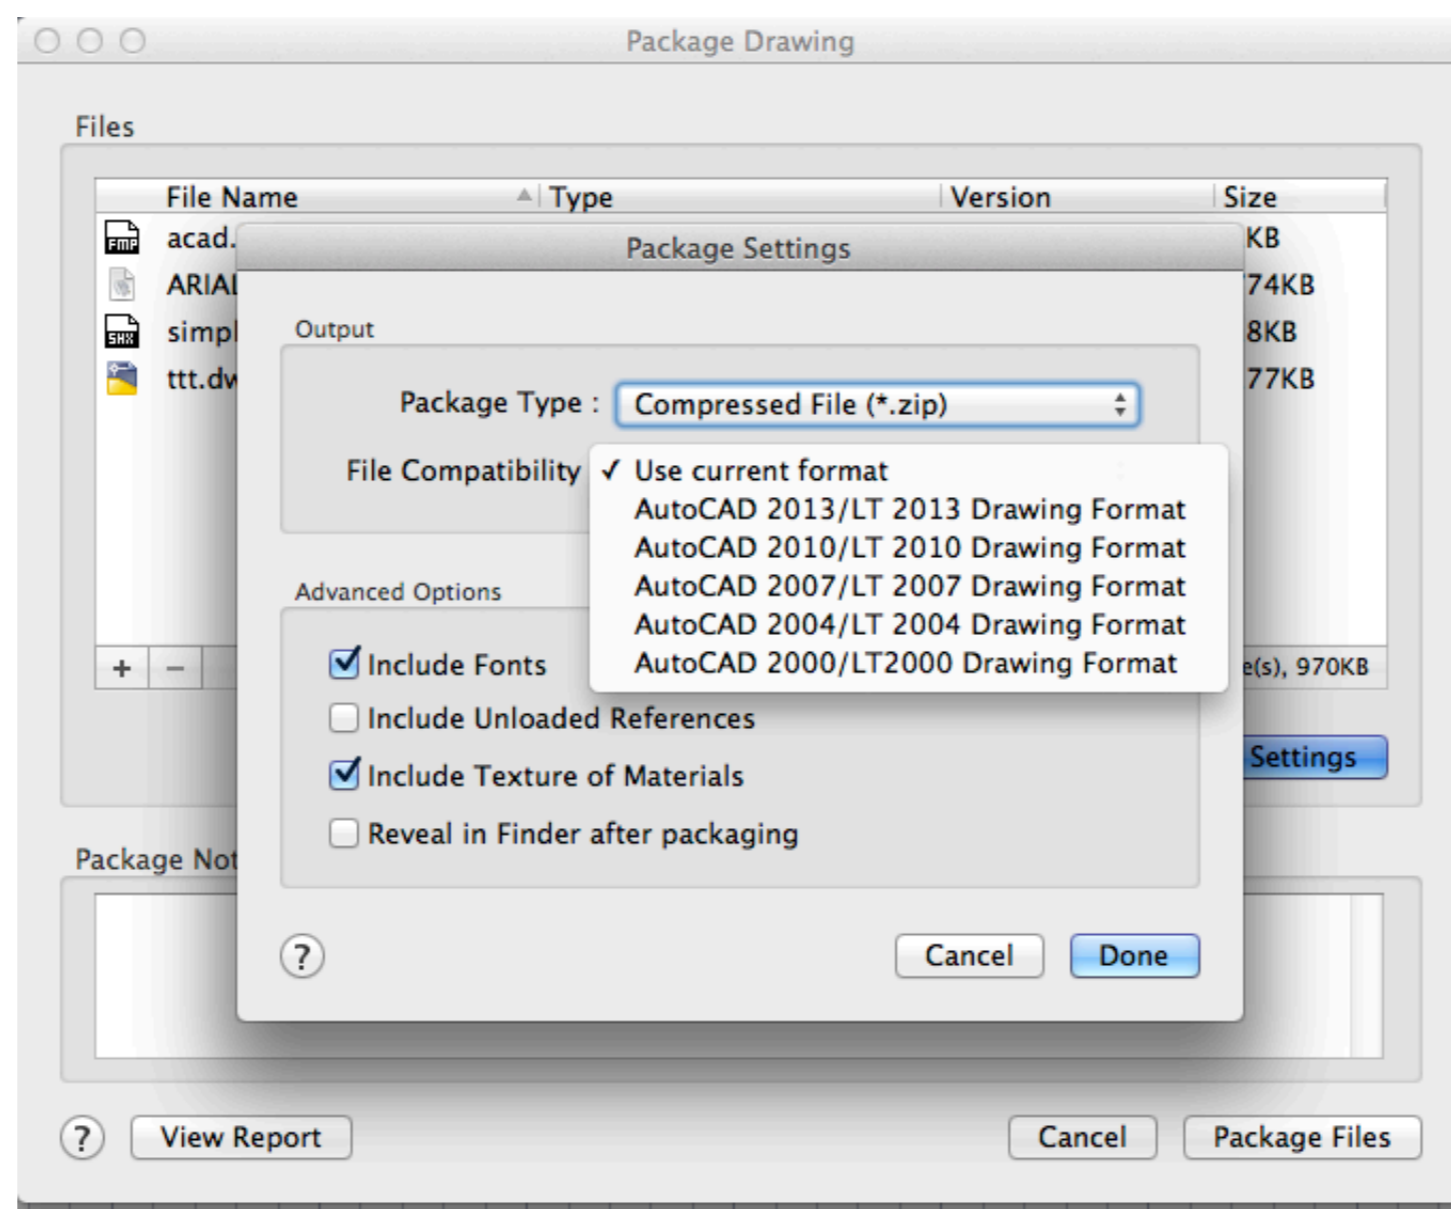 Package Drawing
Files
File Name Type Version Size
FMP acad. KB
ARIAL 74KB
SHX simpl 8KB
ttt.dw 77KB
Package Settings
Output
Package Type : Compressed File (*.zip)
File Compatibility ✓ Use current format
AutoCAD 2013/LT 2013 Drawing Format
AutoCAD 2010/LT 2010 Drawing Format
AutoCAD 2007/LT 2007 Drawing Format
AutoCAD 2004/LT 2004 Drawing Format
AutoCAD 2000/LT2000 Drawing Format
Advanced Options
+ − Include Fonts e(s), 970KB
Include Unloaded References
Settings
Include Texture of Materials
Reveal in Finder after packaging
Package Not
? Cancel Done
? View Report Cancel Package Files